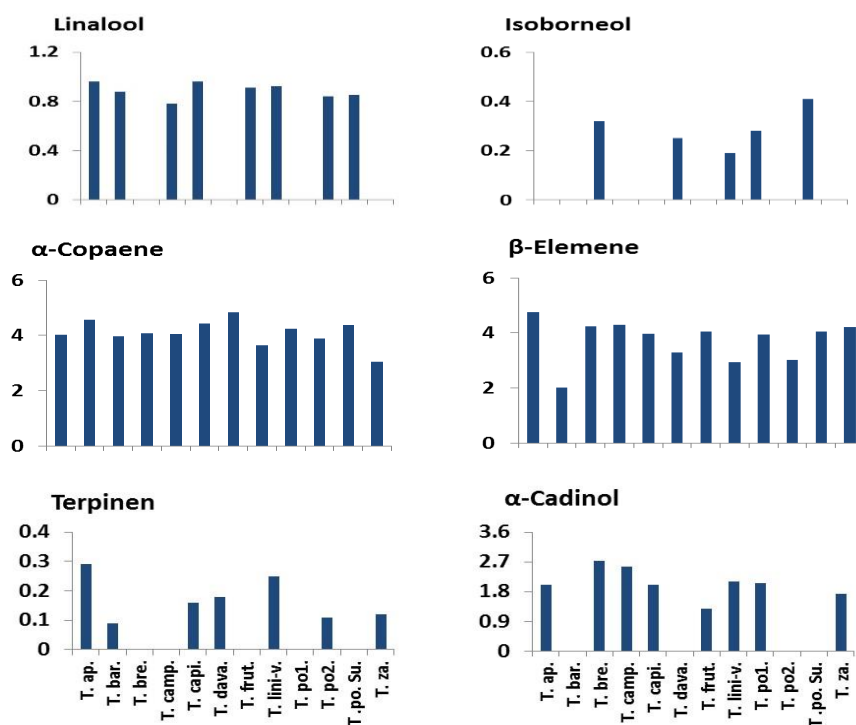 Linalool
1.2
0.8
0.4
0
Isoborneol
0.6
0.4
0.2
0
α-Copaene
6
4
2
0
β-Elemene
6
4
2
0
Terpinen
0.4
0.3
0.2
0.1
0
T. ap.
T. bar.
T. bre.
T. camp.
T. capi.
T. dava.
T. frut.
T. lini-v.
T. po1.
T. po2.
T .po. Su.
T. za.
α-Cadinol
3.6
2.7
1.8
0.9
0
T. ap.
T. bar.
T. bre.
T. camp.
T. capi.
T. dava.
T. frut.
T. lini-v.
T. po1.
T. po2.
T .po. Su.
T. za.